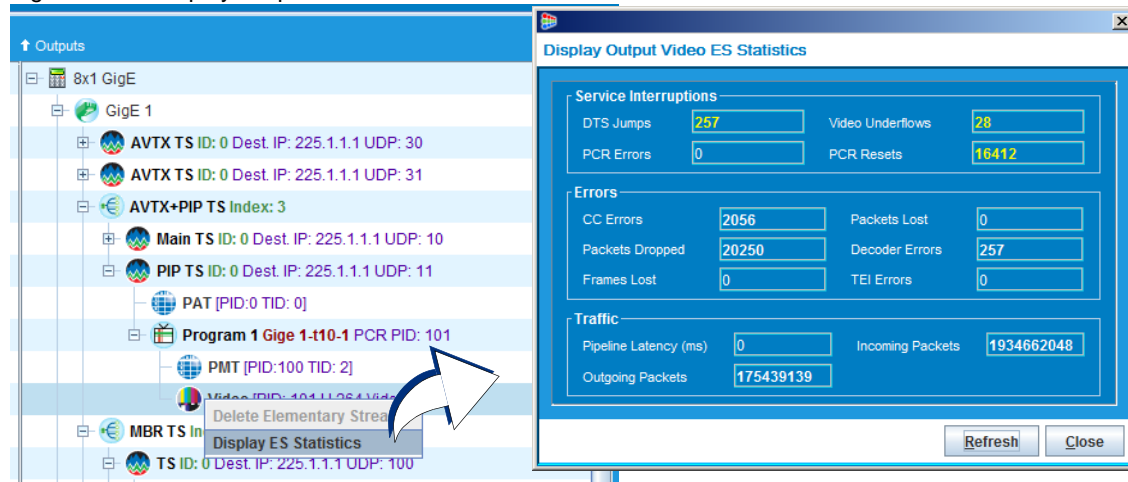 Outputs
8x1 GigE
GigE 1
AVTX TS ID: 0 Dest. IP: 225.1.1.1 UDP: 30
AVTX TS ID: 0 Dest. IP: 225.1.1.1 UDP: 31
AVTX+PIP TS Index: 3
Main TS ID: 0 Dest. IP: 225.1.1.1 UDP: 10
PIP TS ID: 0 Dest. IP: 225.1.1.1 UDP: 11
PAT [PID:0 TID: 0]
Program 1 Gige 1-t10-1 PCR PID: 101
PMT [PID:100 TID: 2]
Video [PID: 101 H.264 Vide
Delete Elementary Strea
MBR TS In
Display ES Statistics
TS ID: 0 Dest. IP: 225.1.1.1 UDP: 100
Display Output Video ES Statistics
Service Interruptions
DTS Jumps 257 Video Underflows 28
PCR Errors 0 PCR Resets 16412
Errors
CC Errors 2056 Packets Lost 0
Packets Dropped 20250 Decoder Errors 257
Frames Lost 0 TEI Errors 0
Traffic
Pipeline Latency (ms) 0 Incoming Packets 1934662048
Outgoing Packets 175439139
Refresh Close